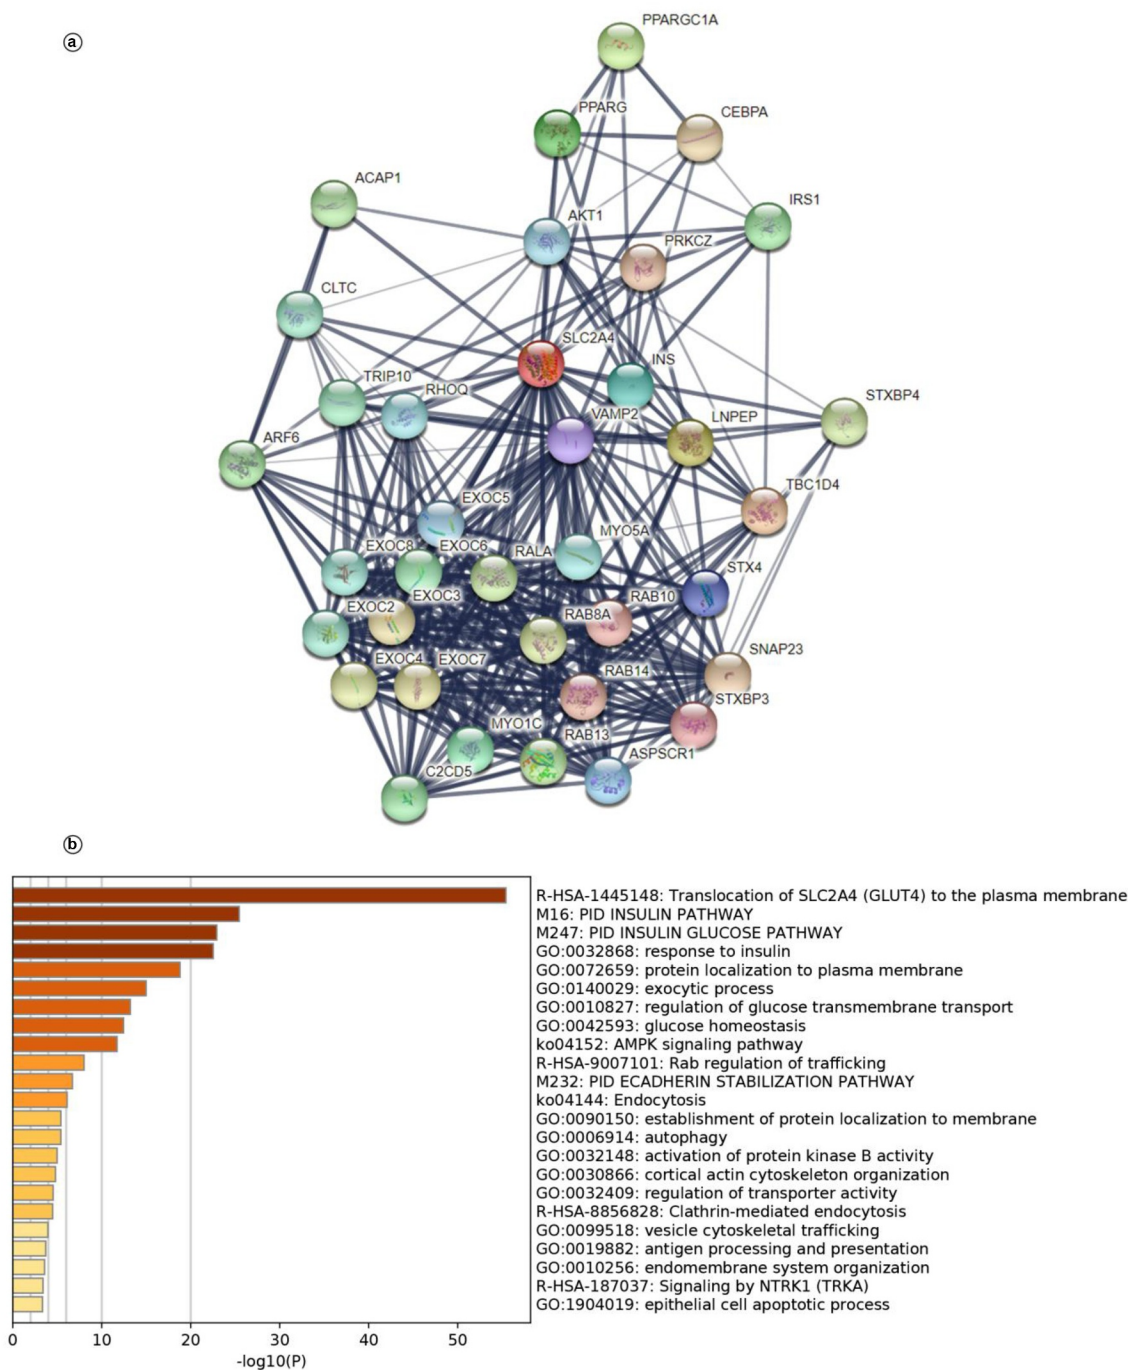 ⓐ
PPARGC1A
PPARG
CEBPA
ACAP1
IRS1
AKT1
PRKCZ
CLTC
SLC2A4
INS
TRIP10
RHOQ
STXBP4
VAMP2
LNPEP
ARF6
TBC1D4
EXOC5
MYO5A
EXOC8
EXOC6
RALA
STX4
EXOC3
RAB10
EXOC2
RAB8A
SNAP23
EXOC4
EXOC7
RAB14
STXBP3
MYO1C
RAB13
ASPSCR1
C2CD5
ⓑ
R-HSA-1445148: Translocation of SLC2A4 (GLUT4) to the plasma membrane
M16: PID INSULIN PATHWAY
M247: PID INSULIN GLUCOSE PATHWAY
GO:0032868: response to insulin
GO:0072659: protein localization to plasma membrane
GO:0140029: exocytic process
GO:0010827: regulation of glucose transmembrane transport
GO:0042593: glucose homeostasis
ko04152: AMPK signaling pathway
R-HSA-9007101: Rab regulation of trafficking
M232: PID ECADHERIN STABILIZATION PATHWAY
ko04144: Endocytosis
GO:0090150: establishment of protein localization to membrane
GO:0006914: autophagy
GO:0032148: activation of protein kinase B activity
GO:0030866: cortical actin cytoskeleton organization
GO:0032409: regulation of transporter activity
R-HSA-8856828: Clathrin-mediated endocytosis
GO:0099518: vesicle cytoskeletal trafficking
GO:0019882: antigen processing and presentation
GO:0010256: endomembrane system organization
R-HSA-187037: Signaling by NTRK1 (TRKA)
GO:1904019: epithelial cell apoptotic process
0 10 20 30 40 50
-log10(P)